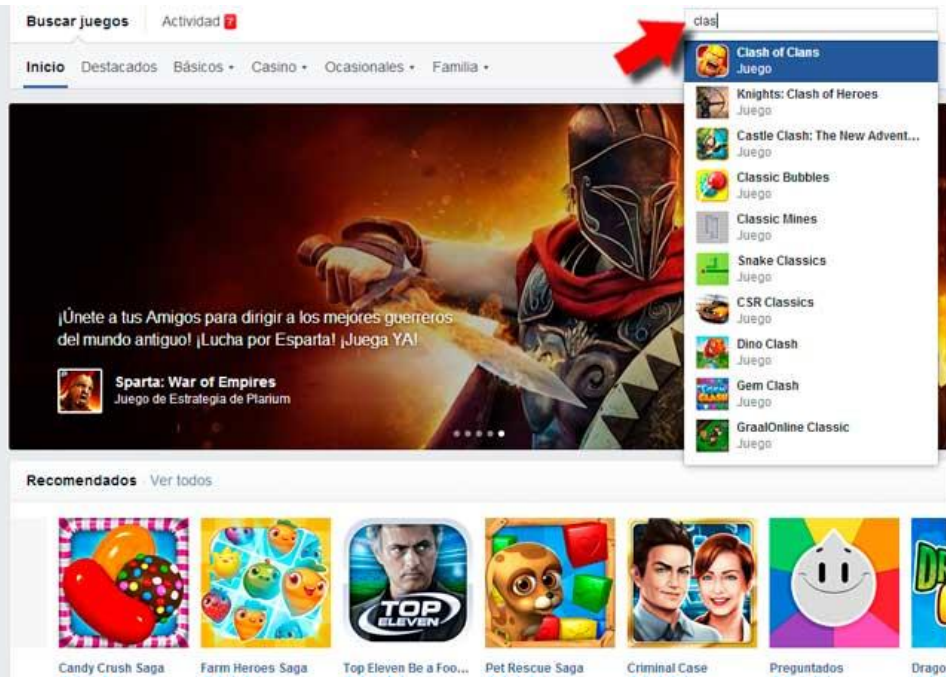 Buscar juegos Actividad 7
clas
Inicio Destacados Básicos Casino Ocasionales Familia
Clash of Clans
Juego
Knights: Clash of Heroes
Juego
Castle Clash: The New Advent...
Juego
Classic Bubbles
Juego
Classic Mines
Juego
Snake Classics
Juego
CSR Classics
Juego
Dino Clash
Juego
Gem Clash
Juego
GraalOnline Classic
Juego
¡Únete a tus Amigos para dirigir a los mejores guerreros
del mundo antiguo! ¡Lucha por Esparta! ¡Juega YA!
Sparta: War of Empires
Juego de Estrategia de Plarium
Recomendados Ver todos
TOP
ELEVEN
Candy Crush Saga Farm Heroes Saga Top Eleven Be a Foo... Pet Rescue Saga Criminal Case Preguntados Drago